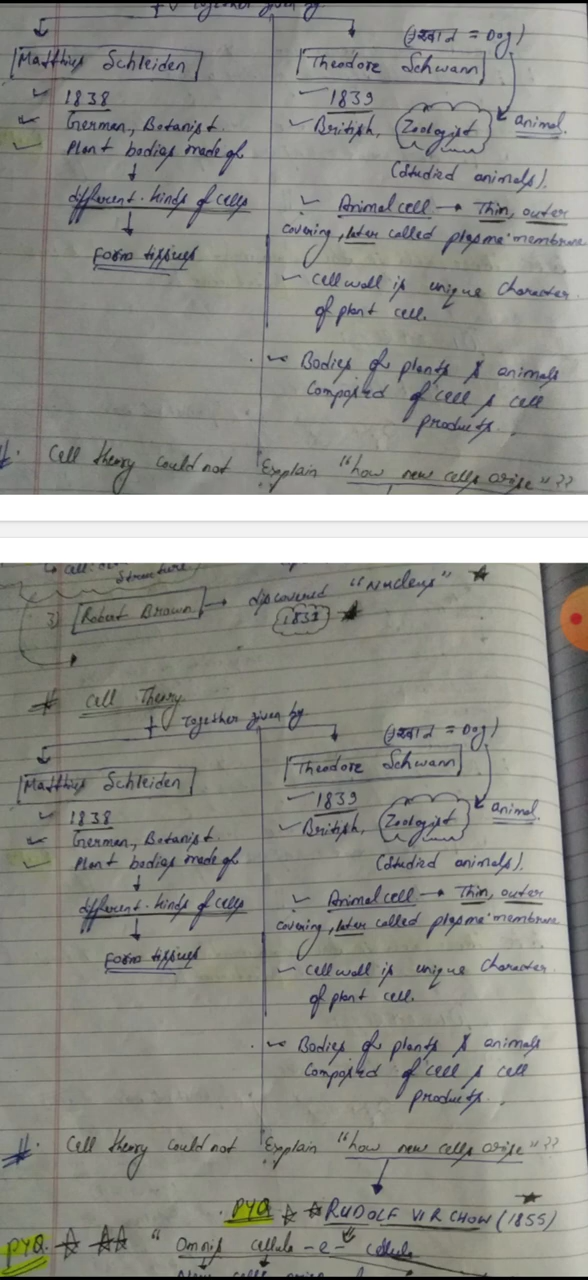 together given by
(श्वान = Dog)
Matthias Schleiden
Theodore Schwann
1838
1839
German, Botanist.
British, Zoologist
animal.
Plant bodies made of
(Studied animals).
different kinds of cells
Animal cell → Thin, outer
covering, later called plasma membrane
Form tissues
cell wall is unique character
of plant cell.
Bodies of plants & animals
Composed of cell & cell
products.
#. Cell theory could not Explain "how new cells arise"??
Structure
3) Robert Brown → discovered "Nucleus"
1831
# Cell Theory
Together given by
(श्वान = Dog)
Matthias Schleiden
Theodore Schwann
1838
1839
German, Botanist.
British, Zoologist
animal.
Plant bodies made of
(Studied animals).
different kinds of cells
Animal cell → Thin, outer
covering, later called plasma membrane
Form tissues
cell wall is unique character
of plant cell.
Bodies of plants & animals
Composed of cell & cell
products.
#. Cell theory could not Explain "how new cells arise"??
PYQ RUDOLF VIRCHOW (1855)
PYQ. "Omnis cellula-e- cellula